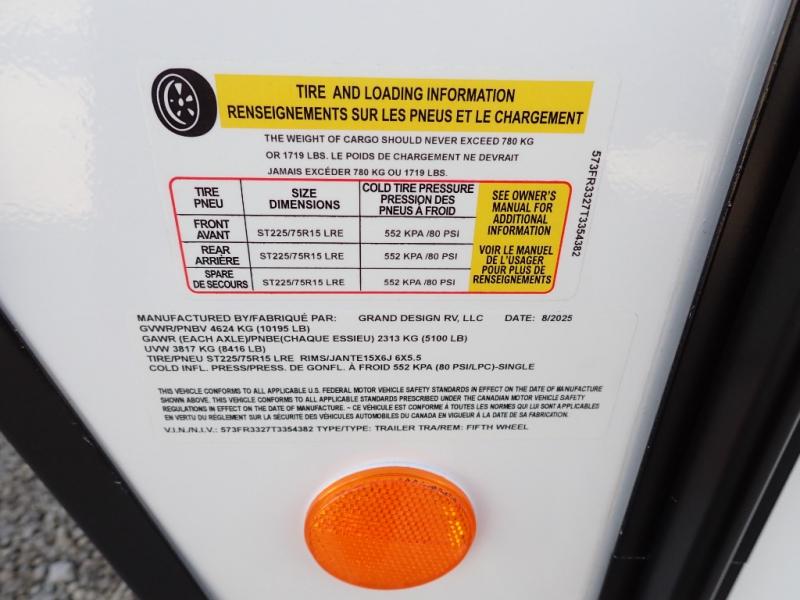 TIRE AND LOADING INFORMATION
RENSEIGNEMENTS SUR LES PNEUS ET LE CHARGEMENT
THE WEIGHT OF CARGO SHOULD NEVER EXCEED 780 KG
OR 1719 LBS. LE POIDS DE CHARGEMENT NE DEVRAIT
JAMAIS EXCÉDER 780 KG OU 1719 LBS.
TIRE
PNEU
SIZE
DIMENSIONS
COLD TIRE PRESSURE
PRESSION DES
PNEUS À FROID
FRONT
AVANT
ST225/75R15 LRE
552 KPA /80 PSI
REAR
ARRIÈRE
ST225/75R15 LRE
552 KPA /80 PSI
SPARE
DE SECOURS
ST225/75R15 LRE
552 KPA /80 PSI
SEE OWNER'S
MANUAL FOR
ADDITIONAL
INFORMATION
VOIR LE MANUEL
DE L'USAGER
POUR PLUS DE
RENSEIGNEMENTS
573FR3327T3354382
MANUFACTURED BY/FABRIQUÉ PAR: GRAND DESIGN RV, LLC DATE: 8/2025
GVWR/PNBV 4624 KG (10195 LB)
GAWR (EACH AXLE)/PNBE(CHAQUE ESSIEU) 2313 KG (5100 LB)
UVW 3817 KG (8416 LB)
TIRE/PNEU ST225/75R15 LRE RIMS/JANTE15X6J 6X5.5
COLD INFL. PRESS/PRESS. DE GONFL. À FROID 552 KPA (80 PSI/LPC)-SINGLE
THIS VEHICLE CONFORMS TO ALL APPLICABLE U.S. FEDERAL MOTOR VEHICLE SAFETY STANDARDS IN EFFECT ON THE DATE OF MANUFACTURE
SHOWN ABOVE. THIS VEHICLE CONFORMS TO ALL APPLICABLE STANDARDS PRESCRIBED UNDER THE CANADIAN MOTOR VEHICLE SAFETY
REGULATIONS IN EFFECT ON THE DATE OF MANUFACTURE. ~ CE VÉHICULE EST CONFORME À TOUTES LES NORMES QUI LUI SONT APPLICABLES
EN VERTU DU RÈGLEMENT SUR LA SÉCURITÉ DES VÉHICULES AUTOMOBILES DU CANADA EN VIGUEUR À LA DATE DE SA FABRICATION.
V.I.N./N.I.V.: 573FR3327T3354382 TYPE/TYPE: TRAILER TRA/REM: FIFTH WHEEL